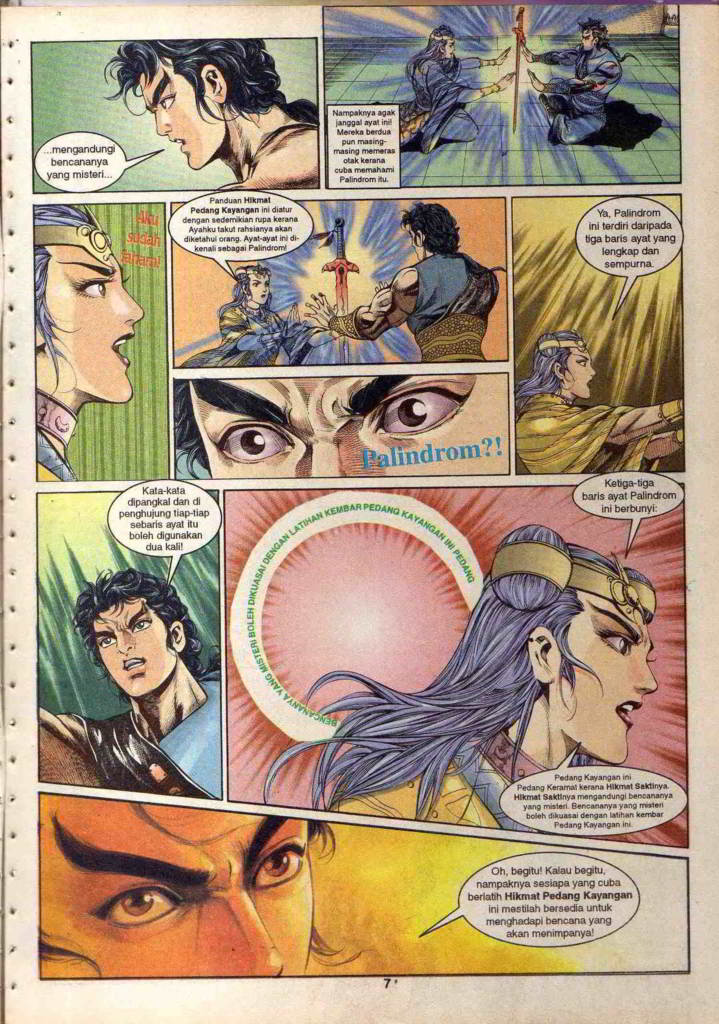 ...mengandungi
bencananya
yang misteri...
Nampaknya agak
janggal ayat ini!
Mereka berdua
pun masing-
masing memeras
otak kerana
cuba memahami
Palindrom itu.
Aku
sudah
faham!
Panduan Hikmat
Pedang Kayangan ini diatur
dengan sedemikian rupa kerana
Ayahku takut rahsianya akan
diketahui orang. Ayat-ayat ini di-
kenali sebagai Palindrom!
Ya, Palindrom
ini terdiri daripada
tiga baris ayat yang
lengkap dan
sempurna.
Palindrom?!
Kata-kata
dipangkal dan di
penghujung tiap-tiap
sebaris ayat itu
boleh digunakan
dua kali!
Ketiga-tiga
baris ayat Palindrom
ini berbunyi:
BENCANANYA YANG MISTERI BOLEH DIKUASAI DENGAN LATIHAN KEMBAR PEDANG KAYANGAN INI PEDANG
Pedang Kayangan ini
Pedang Keramat kerana Hikmat Saktinya.
Hikmat Saktinya mengandungi bencananya
yang misteri. Bencananya yang misteri
boleh dikuasai dengan latihan kembar
Pedang Kayangan ini.
Oh, begitu! Kalau begitu,
nampaknya sesiapa yang cuba
berlatih Hikmat Pedang Kayangan
ini mestilah bersedia untuk
menghadapi bencana yang
akan menimpanya!
7